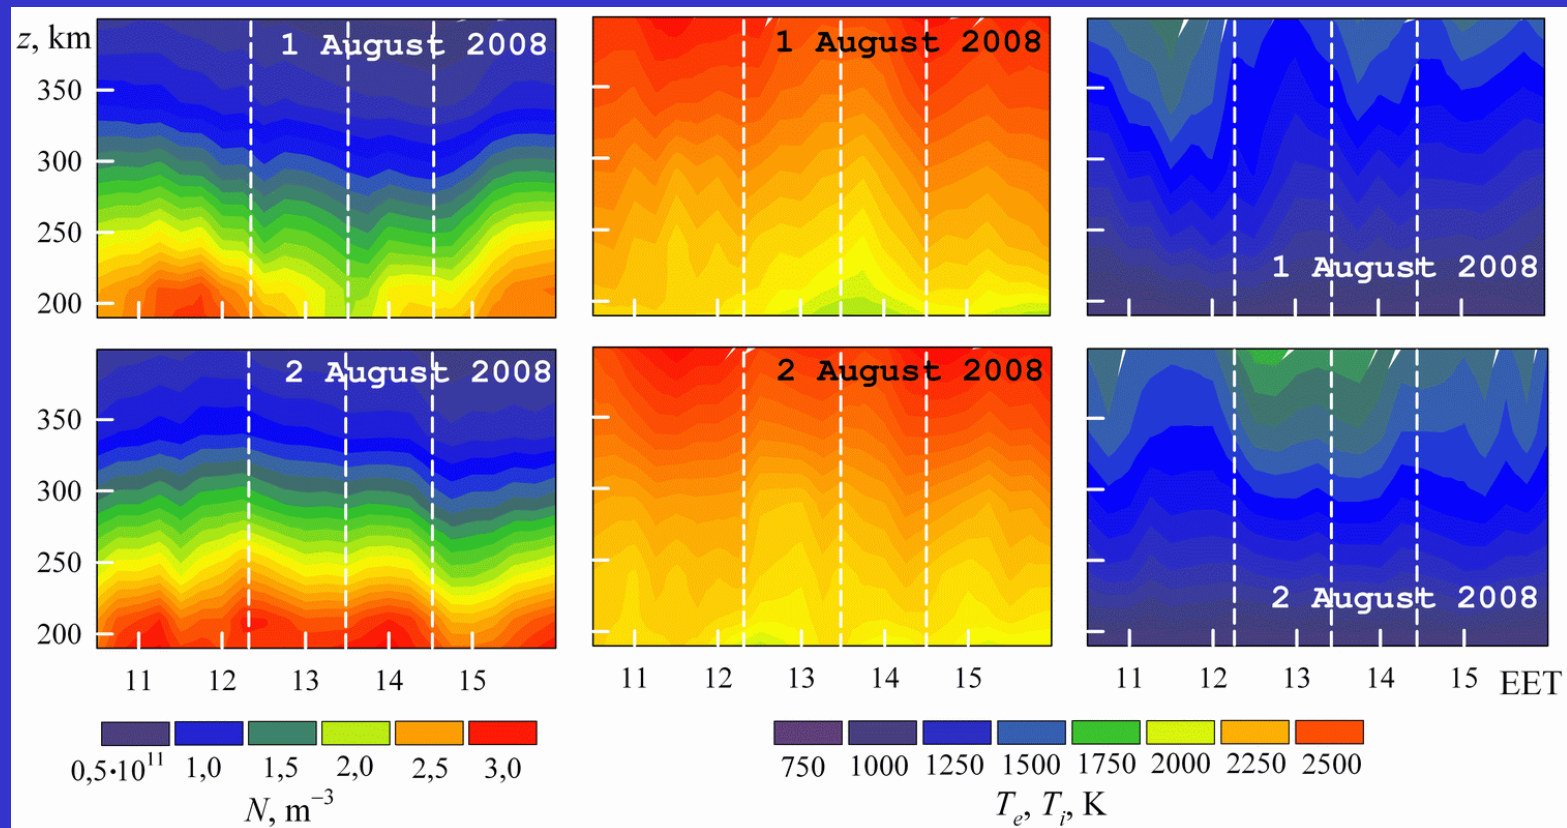 z, km
1 August 2008
1 August 2008
350
300
250
200
1 August 2008
2 August 2008
2 August 2008
350
300
250
200
2 August 2008
11 12 13 14 15
11 12 13 14 15
11 12 13 14 15 EET
0,5·10¹¹ 1,0 1,5 2,0 2,5 3,0
750 1000 1250 1500 1750 2000 2250 2500
N, m⁻³
Tₑ, Tᵢ, K